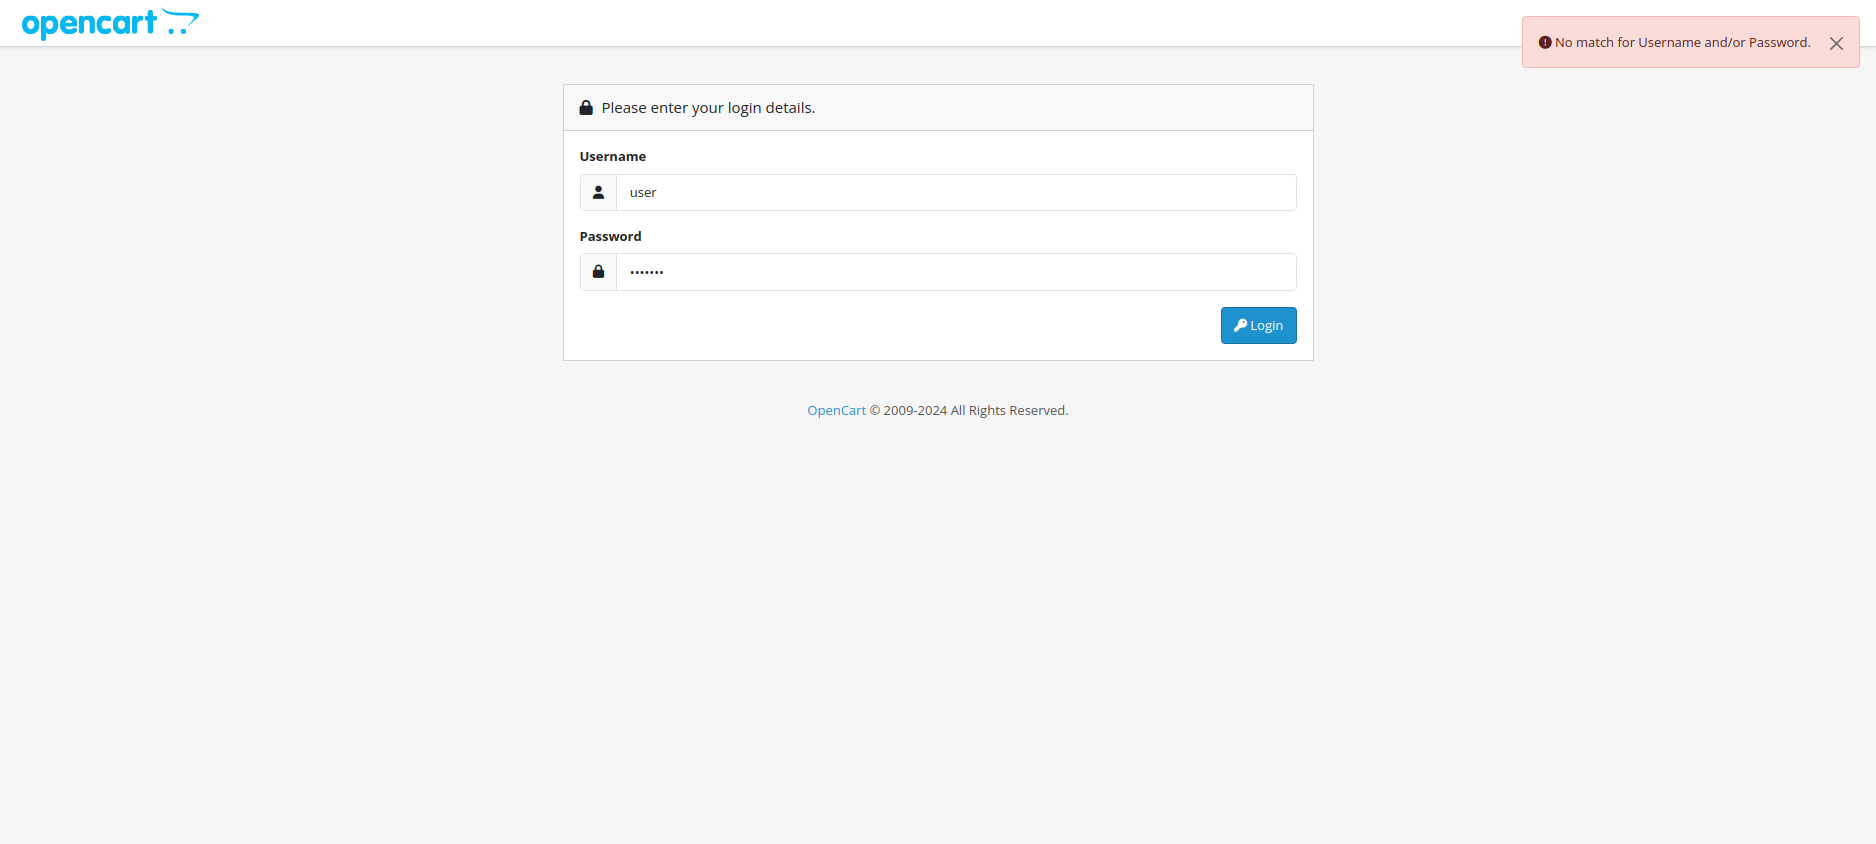 opencart
No match for Username and/or Password.
Please enter your login details.
Username
user
Password
•••••••
Login
OpenCart © 2009-2024 All Rights Reserved.